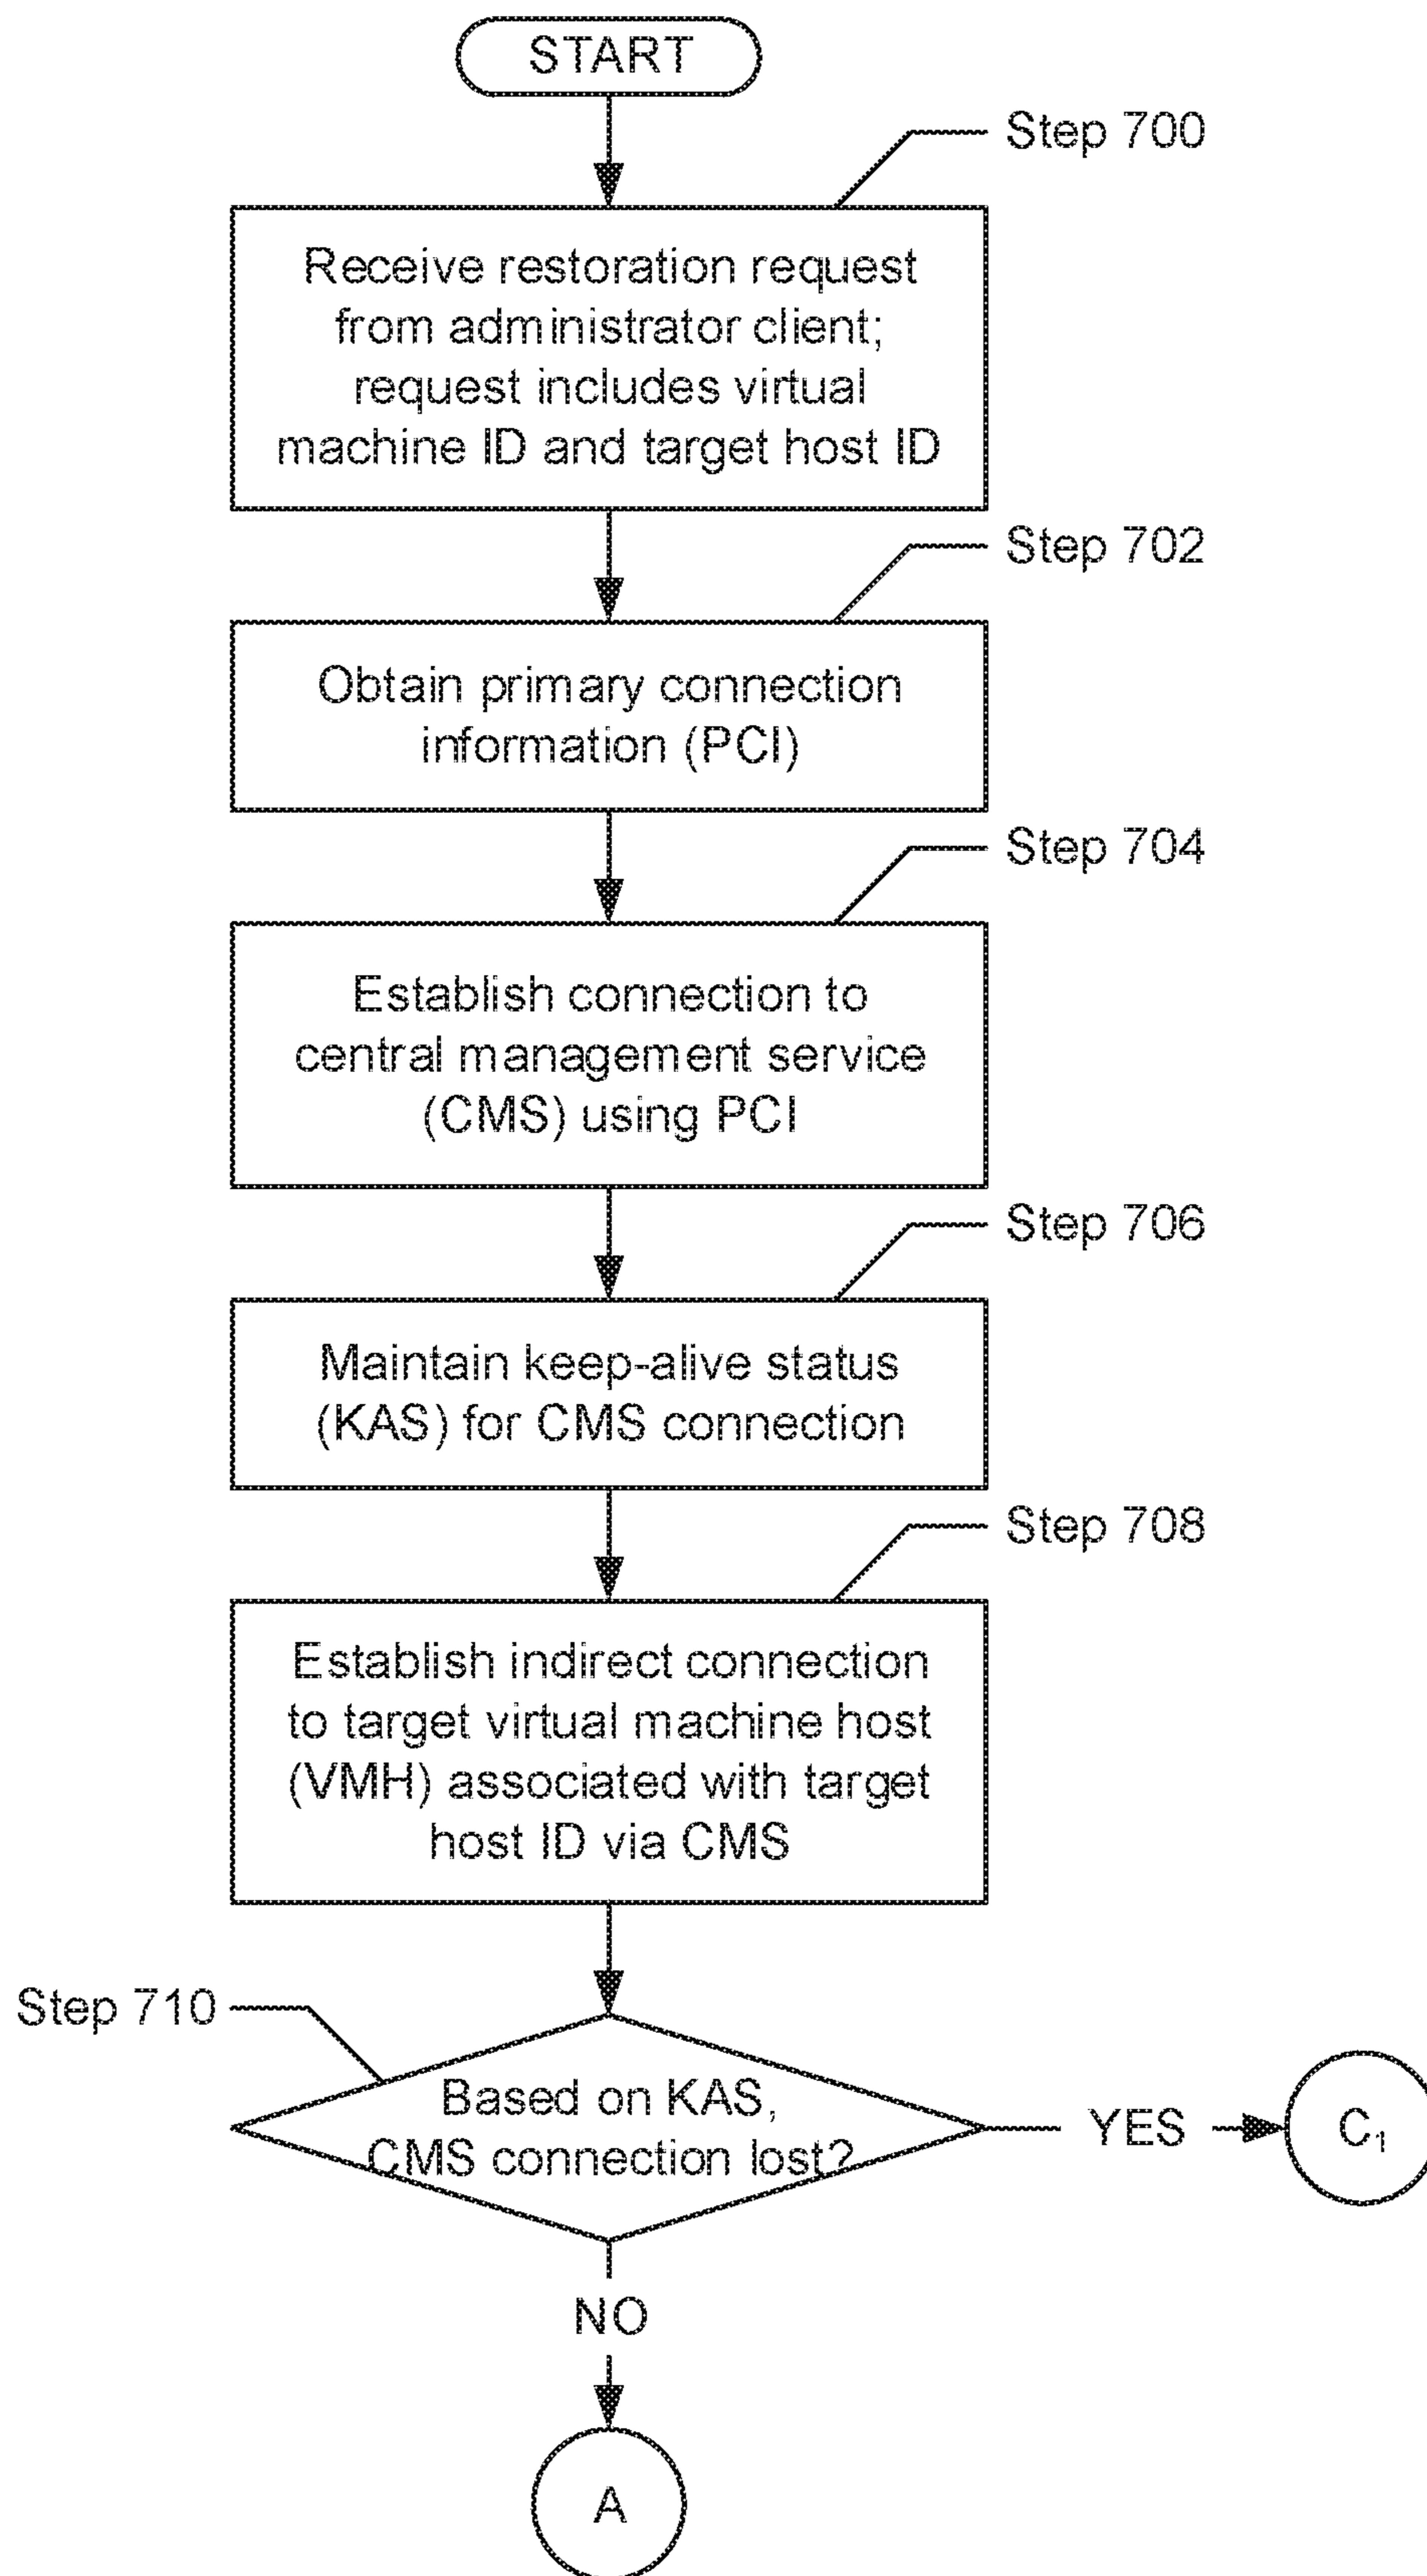 START
Step 700
Receive restoration request
from administrator client;
request includes virtual
machine ID and target host ID
Step 702
Obtain primary connection
information (PCI)
Step 704
Establish connection to
central management service
(CMS) using PCI
Step 706
Maintain keep-alive status
(KAS) for CMS connection
Step 708
Establish indirect connection
to target virtual machine host
(VMH) associated with target
host ID via CMS
Step 710
Based on KAS,
CMS connection lost?
YES
C₁
NO
A